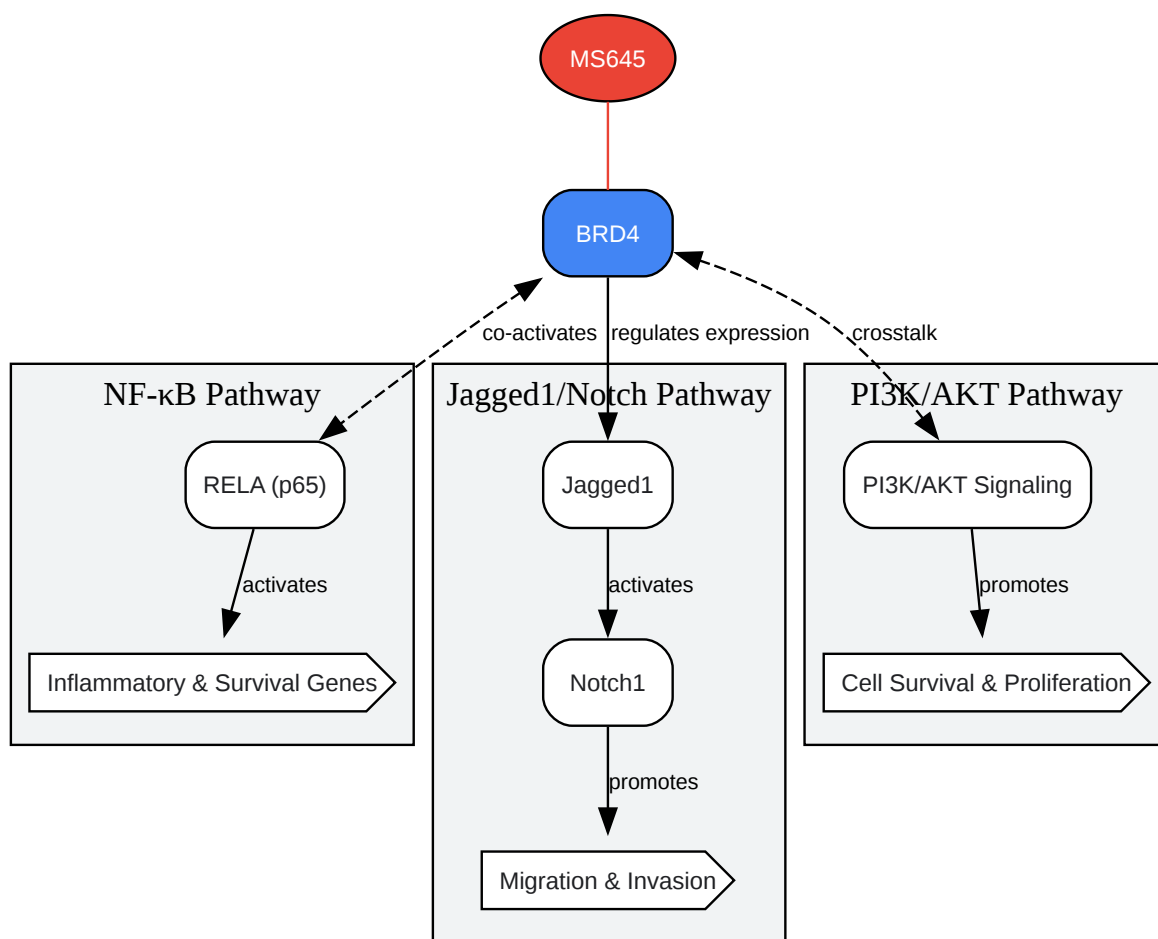 MS645
BRD4
co-activates
regulates expression
crosstalk
NF-κB Pathway
Jagged1/Notch Pathway
PI3K/AKT Pathway
RELA (p65)
Jagged1
PI3K/AKT Signaling
activates
activates
promotes
Inflammatory & Survival Genes
Notch1
Cell Survival & Proliferation
promotes
Migration & Invasion